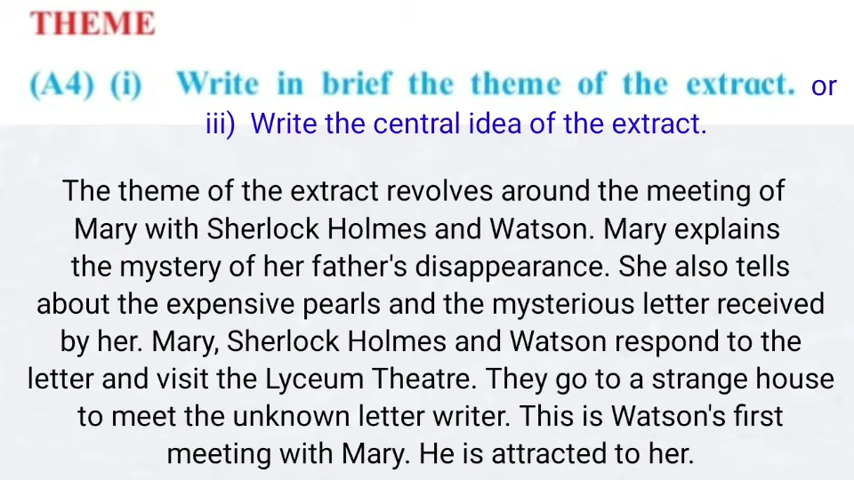 THEME
(A4) (i) Write in brief the theme of the extract. or
iii) Write the central idea of the extract.
The theme of the extract revolves around the meeting of
Mary with Sherlock Holmes and Watson. Mary explains
the mystery of her father's disappearance. She also tells
about the expensive pearls and the mysterious letter received
by her. Mary, Sherlock Holmes and Watson respond to the
letter and visit the Lyceum Theatre. They go to a strange house
to meet the unknown letter writer. This is Watson's first
meeting with Mary. He is attracted to her.